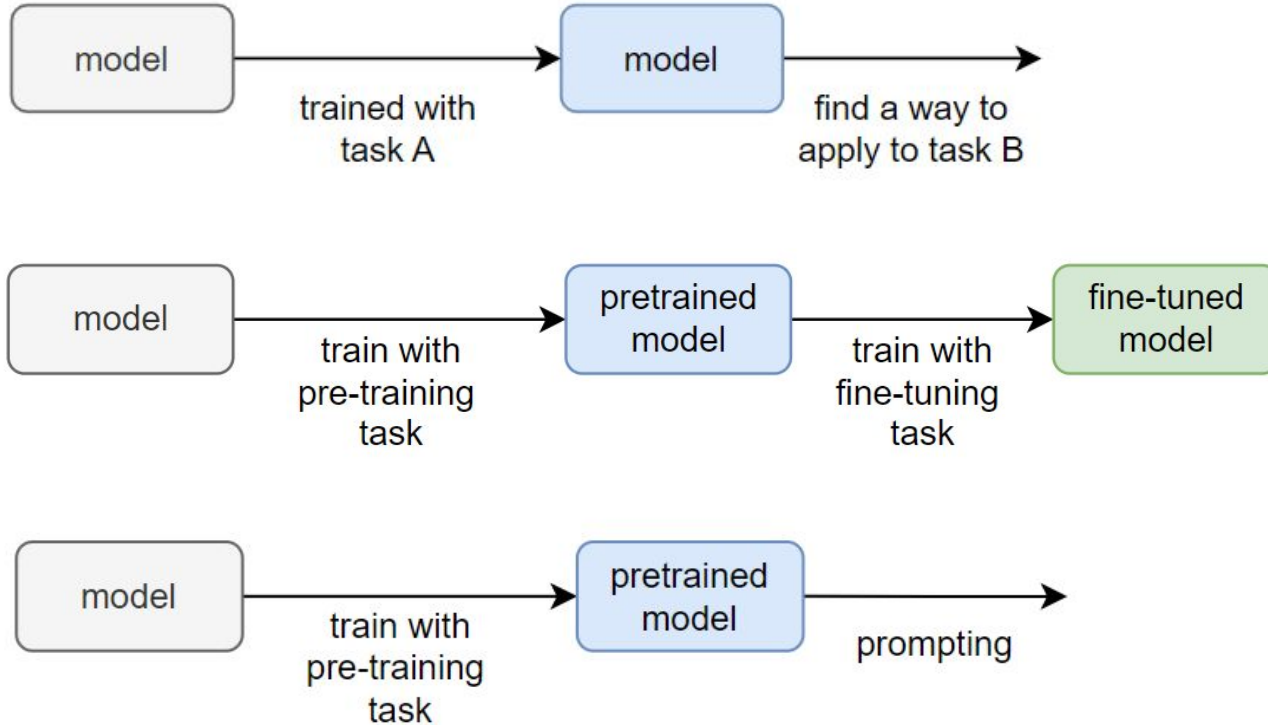 model
trained with
task A
model
find a way to
apply to task B
model
train with
pre-training
task
pretrained
model
train with
fine-tuning
task
fine-tuned
model
model
train with
pre-training
task
pretrained
model
prompting